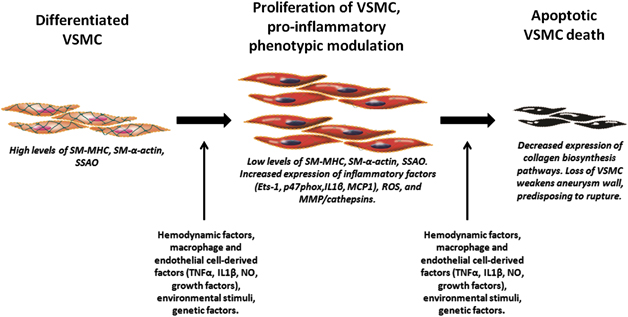 Differentiated
VSMC
Proliferation of VSMC,
pro-inflammatory
phenotypic modulation
Apoptotic
VSMC death
High levels of SM-MHC, SM-α-actin,
SSAO
Low levels of SM-MHC, SM-α-actin, SSAO.
Increased expression of inflammatory factors
(Ets-1, p47phox,IL1ß, MCP1), ROS, and
MMP/cathepsins.
Decreased expression of
collagen biosynthesis
pathways. Loss of VSMC
weakens aneurysm wall,
predisposing to rupture.
Hemodynamic factors,
macrophage and
endothelial cell-derived
factors (TNFα, IL1β, NO,
growth factors),
environmental stimuli,
genetic factors.
Hemodynamic factors,
macrophage and
endothelial cell-derived
factors (TNFα, IL1β, NO,
growth factors),
environmental stimuli,
genetic factors.